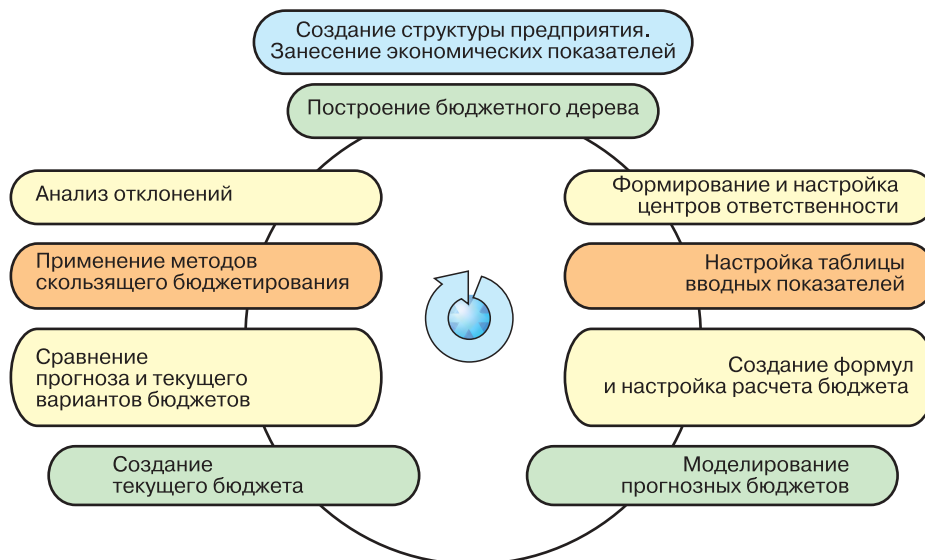 Создание структуры предприятия.
Занесение экономических показателей
Построение бюджетного дерева
Анализ отклонений
Формирование и настройка
центров ответственности
Применение методов
скользящего бюджетирования
Настройка таблицы
вводных показателей
Сравнение
прогноза и текущего
вариантов бюджетов
Создание формул
и настройка расчета бюджета
Создание
текущего бюджета
Моделирование
прогнозных бюджетов